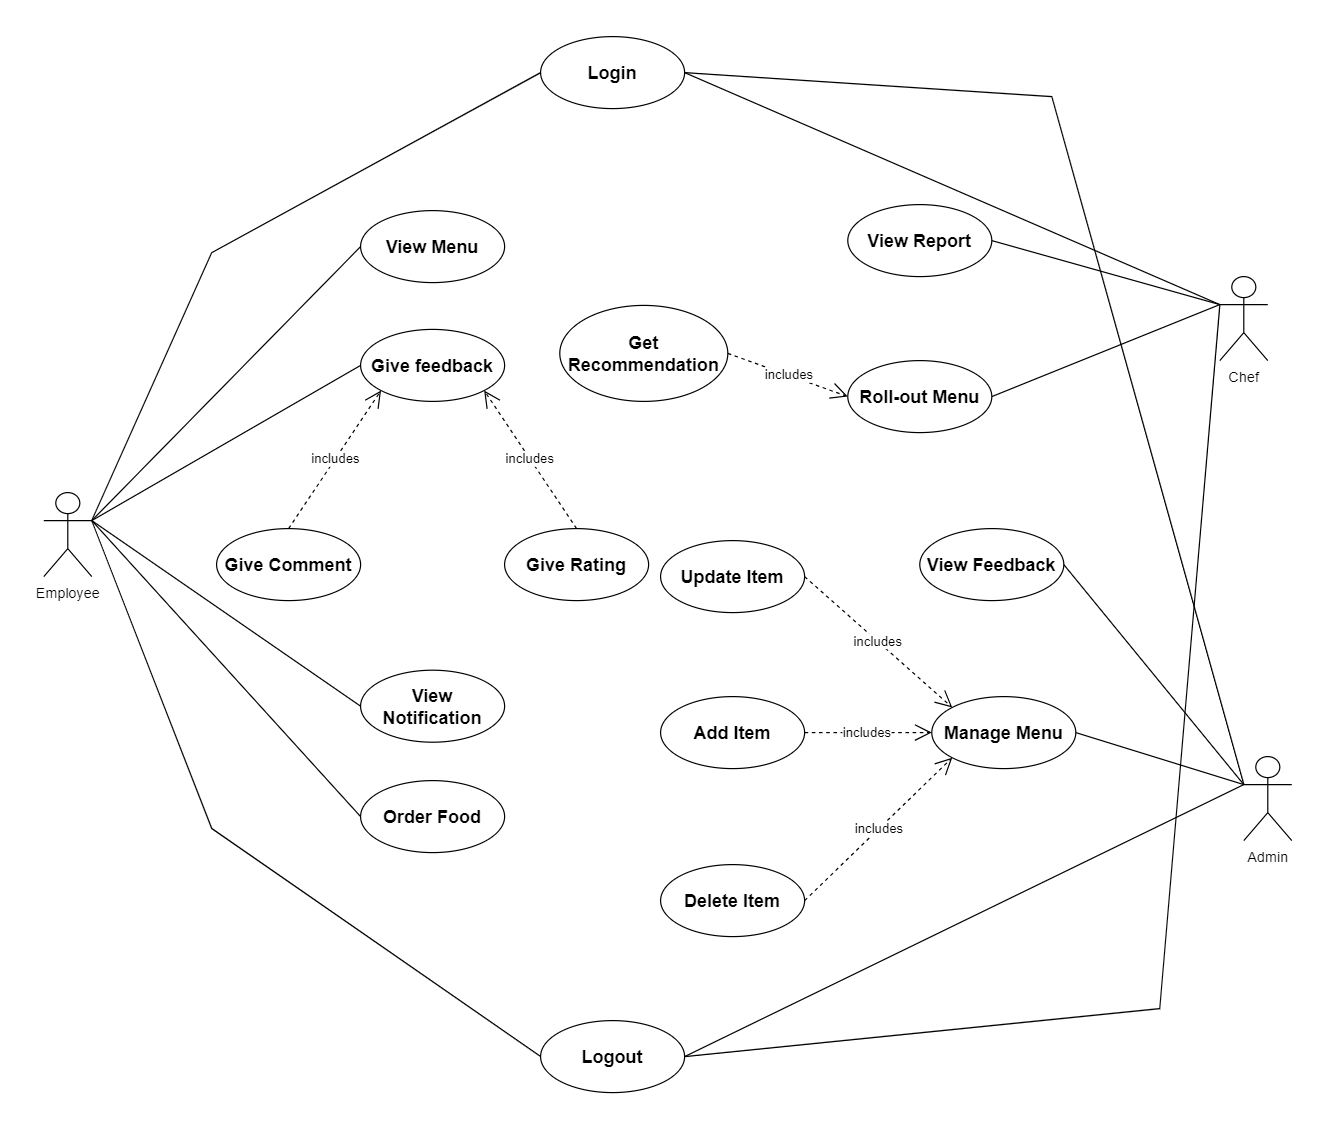 Login
View Menu
View Report
Give feedback
Get
Recommendation
includes
Roll-out Menu
Chef
includes
includes
Employee
Give Comment
Give Rating
Update Item
View Feedback
includes
View
Notification
Add Item
includes
Manage Menu
Order Food
includes
Admin
Delete Item
Logout